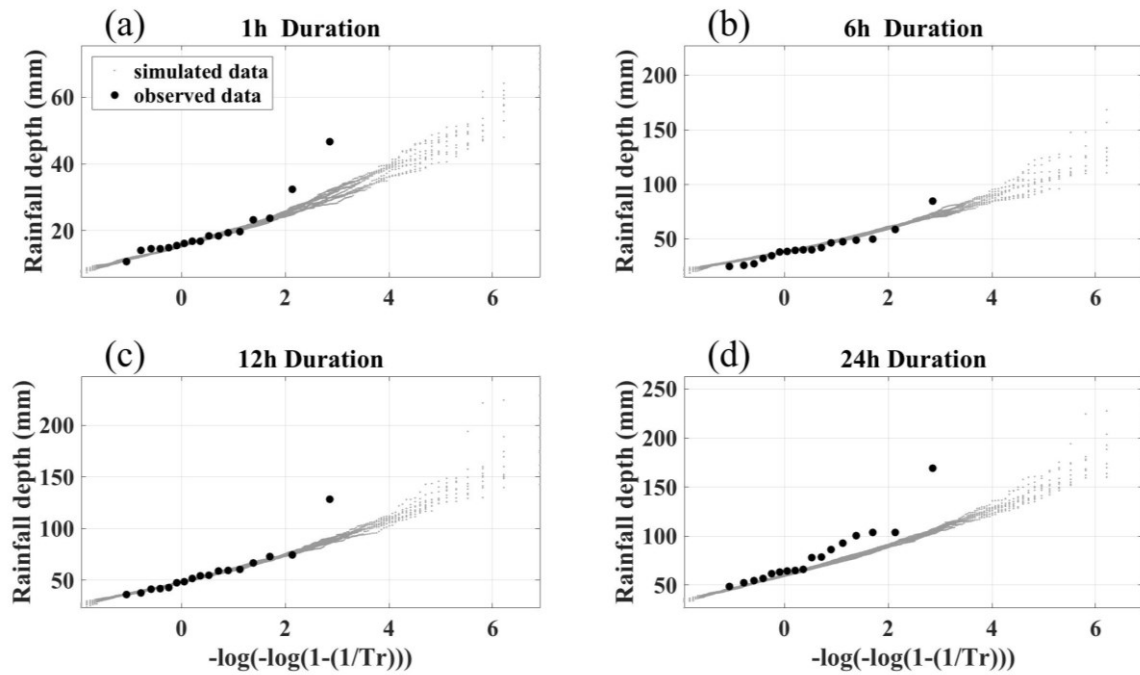 (a)
1h Duration
Rainfall depth (mm)
60
40
20
0 2 4 6
simulated data
observed data
(b)
6h Duration
Rainfall depth (mm)
200
150
100
50
0 2 4 6
(c)
12h Duration
Rainfall depth (mm)
200
150
100
50
0 2 4 6
-log(-log(1-(1/Tr)))
(d)
24h Duration
Rainfall depth (mm)
250
200
150
100
50
0 2 4 6
-log(-log(1-(1/Tr)))